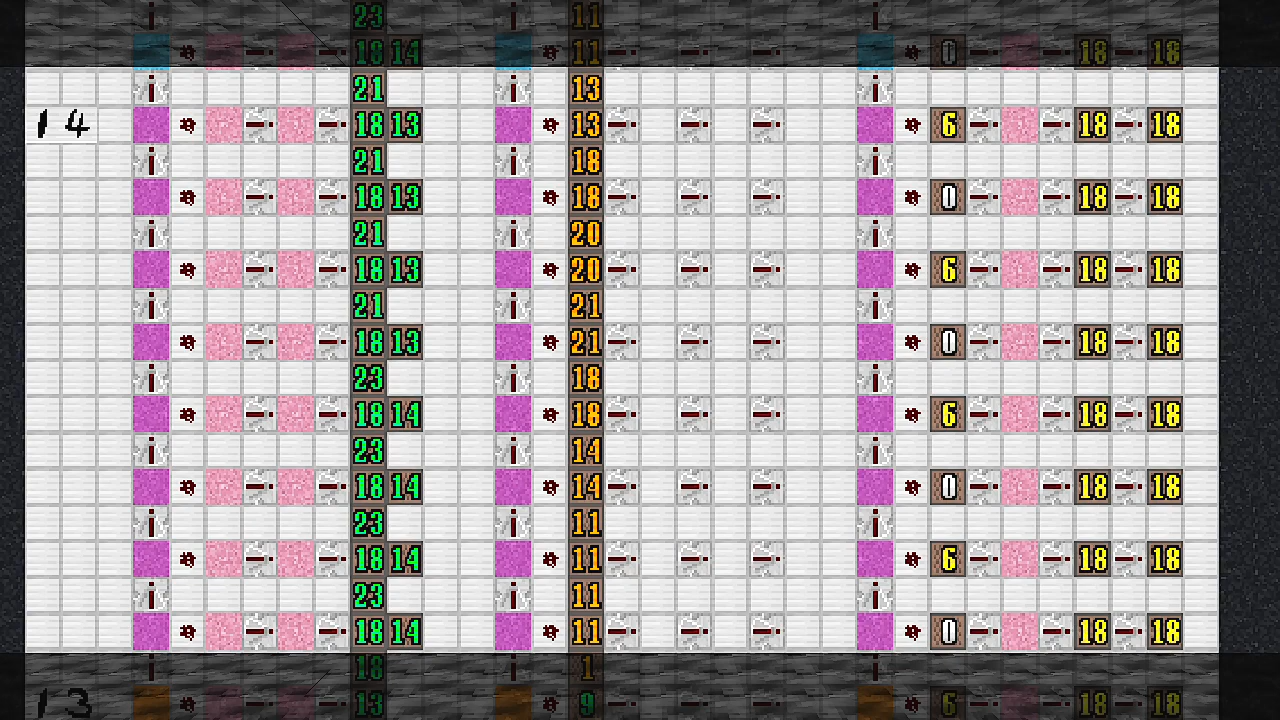 23 11
18 14 11 0 18 18
21 13
14 18 13 13 6 18 18
21 18
18 13 18 0 18 18
21 20
18 13 20 6 18 18
21 21
18 13 21 0 18 18
23 18
18 14 18 6 18 18
23 14
18 14 14 0 18 18
23 11
18 14 11 6 18 18
23 11
18 14 11 0 18 18
18 1
13 13 9 6 18 18